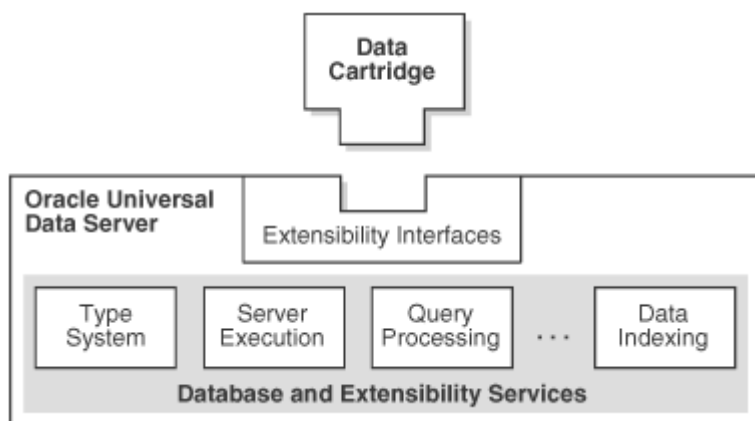 Data
Cartridge
Oracle Universal
Data Server
Extensibility Interfaces
Type
System
Server
Execution
Query
Processing
...
Data
Indexing
Database and Extensibility Services